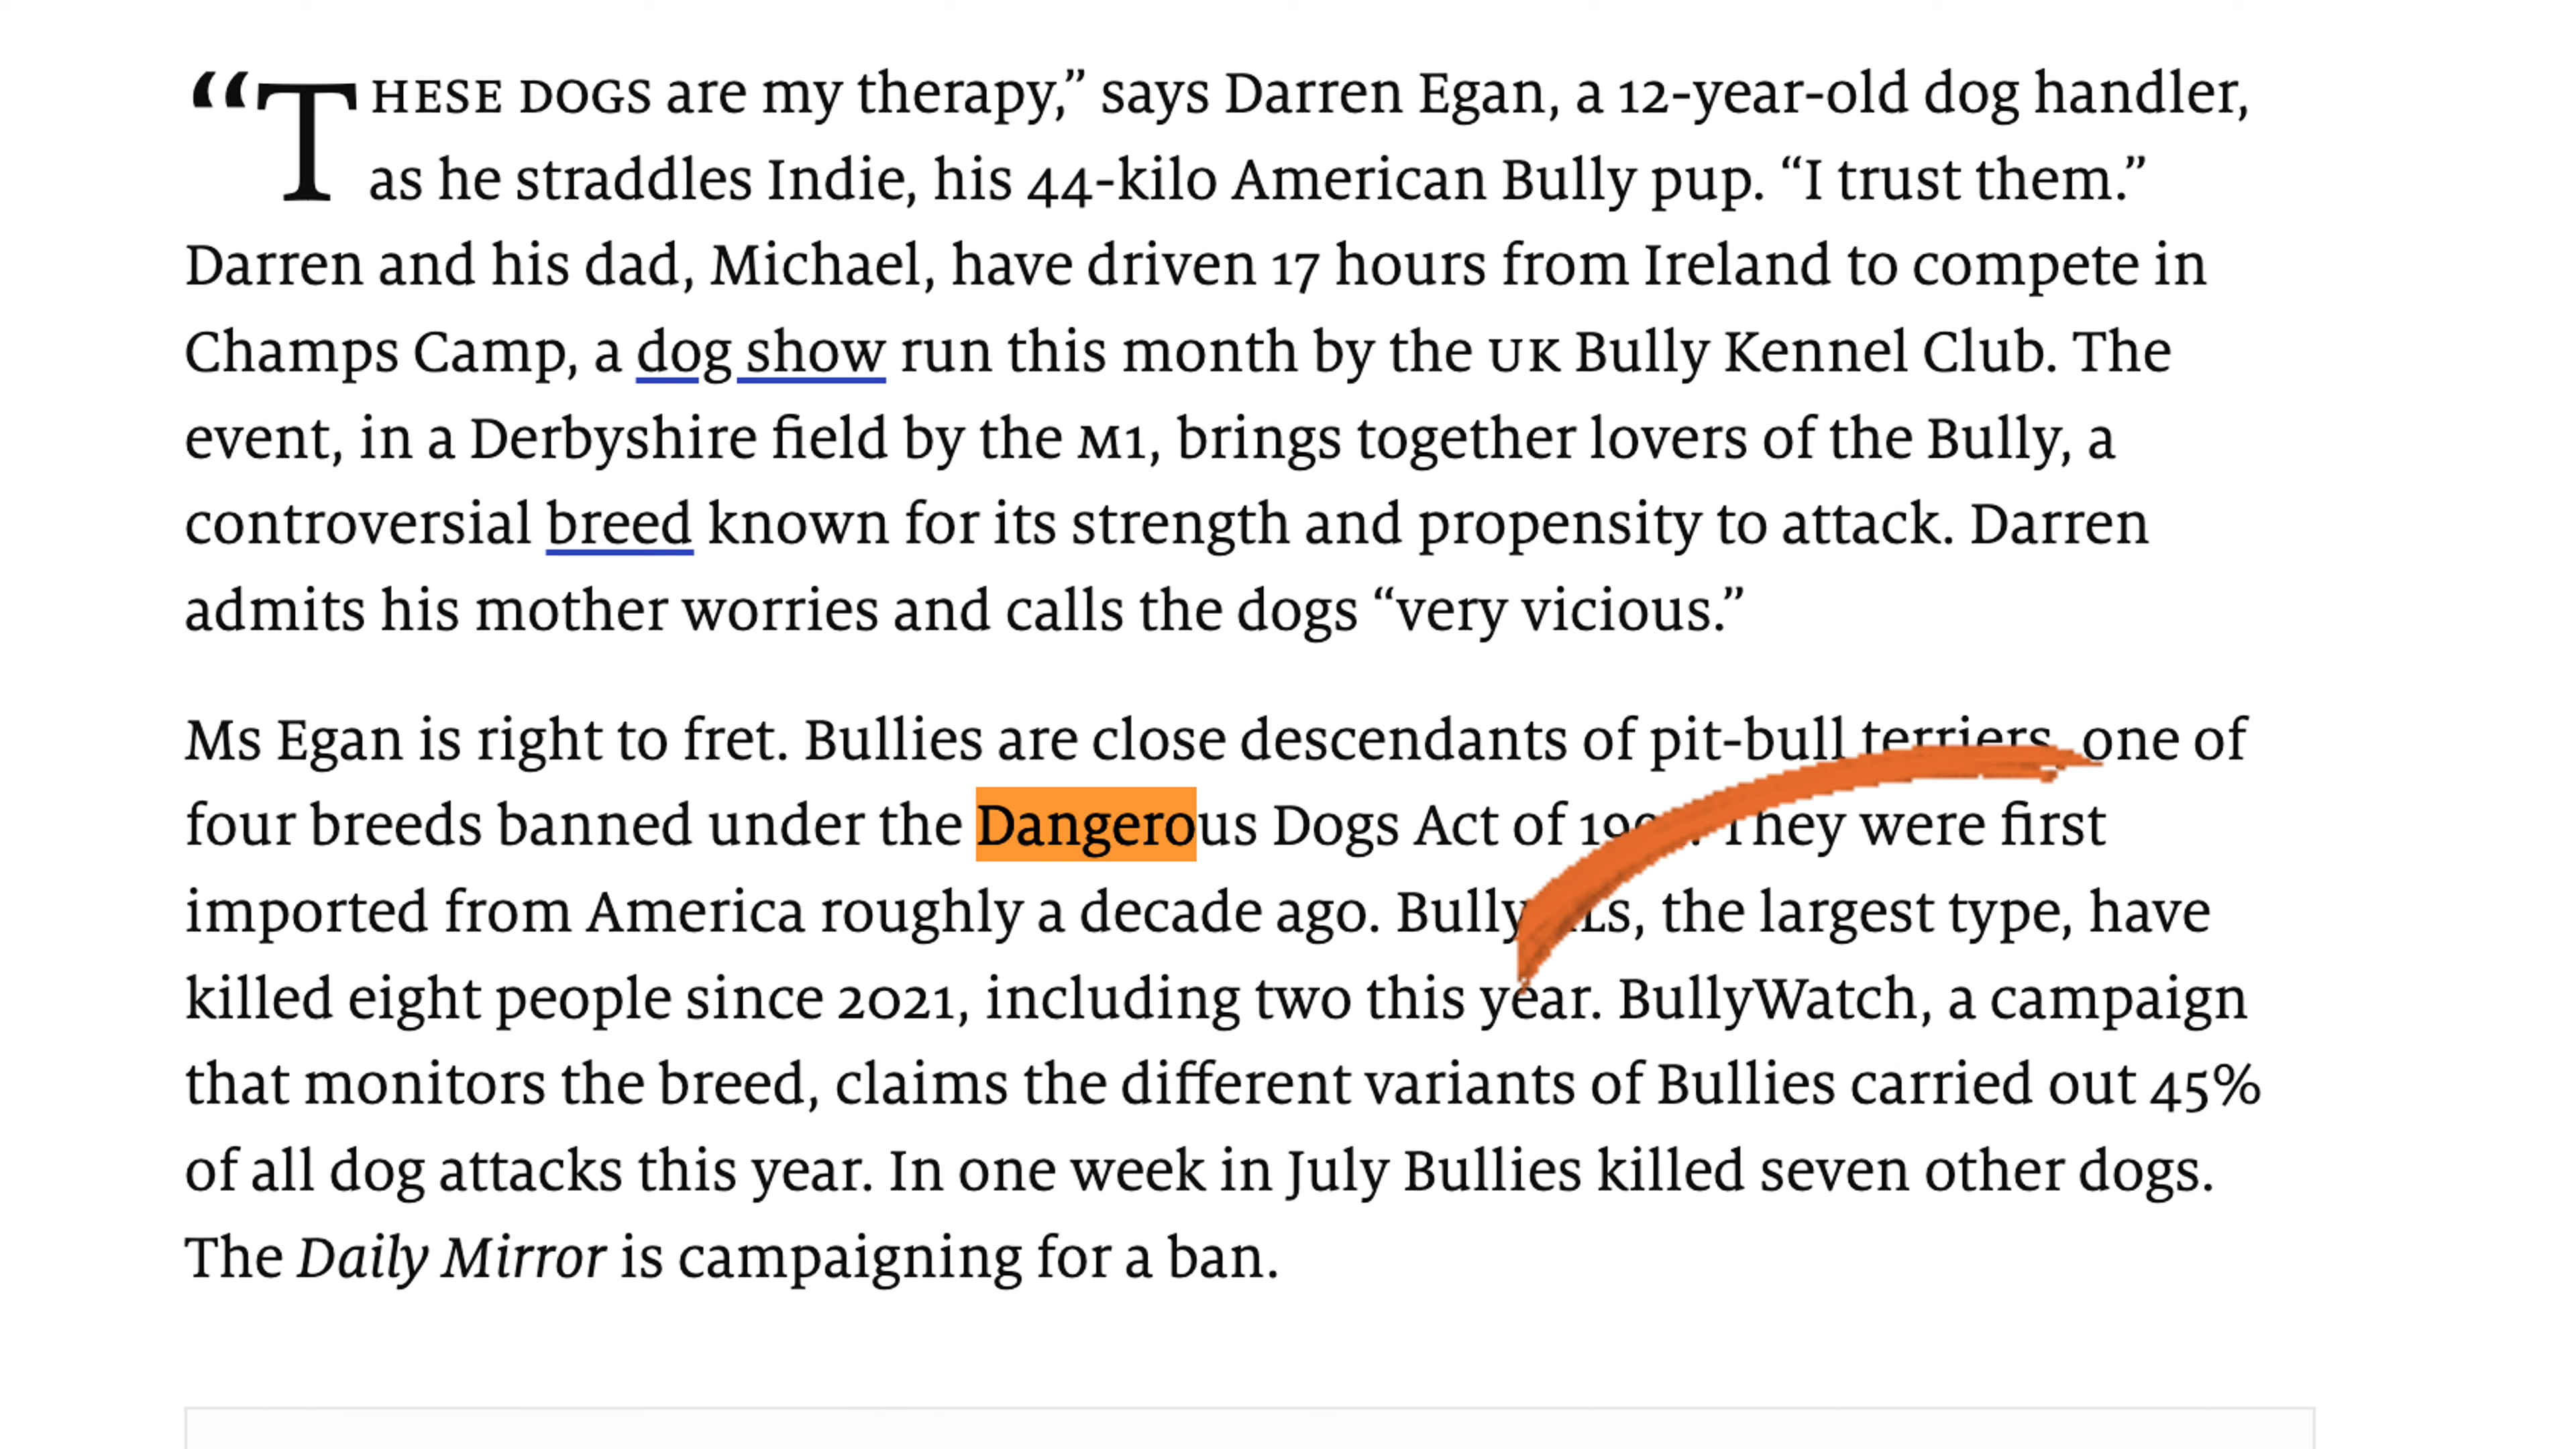 “THESE DOGS are my therapy,” says Darren Egan, a 12-year-old dog handler,
as he straddles Indie, his 44-kilo American Bully pup. “I trust them.”
Darren and his dad, Michael, have driven 17 hours from Ireland to compete in
Champs Camp, a dog show run this month by the UK Bully Kennel Club. The
event, in a Derbyshire field by the M1, brings together lovers of the Bully, a
controversial breed known for its strength and propensity to attack. Darren
admits his mother worries and calls the dogs “very vicious.”
Ms Egan is right to fret. Bullies are close descendants of pit-bull terriers, one of
four breeds banned under the Dangerous Dogs Act of They were first
imported from America roughly a decade ago. Bully the largest type, have
killed eight people since 2021, including two this year. BullyWatch, a campaign
that monitors the breed, claims the different variants of Bullies carried out 45%
of all dog attacks this year. In one week in July Bullies killed seven other dogs.
The Daily Mirror is campaigning for a ban.